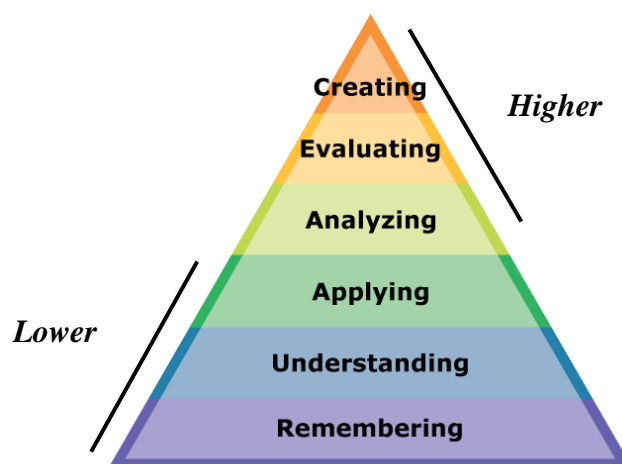 Creating
Higher
Evaluating
Analyzing
Applying
Lower
Understanding
Remembering